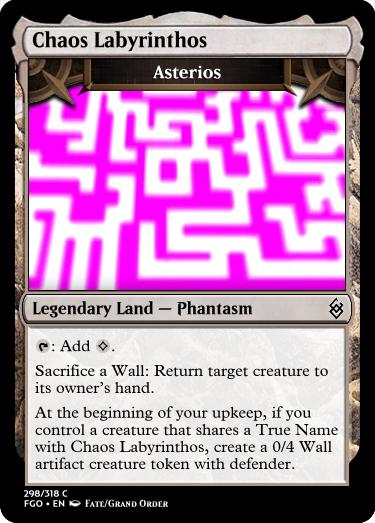 Chaos Labyrinthos
Asterios
Legendary Land — Phantasm
: Add .
Sacrifice a Wall: Return target creature to
its owner's hand.
At the beginning of your upkeep, if you
control a creature that shares a True Name
with Chaos Labyrinthos, create a 0/4 Wall
artifact creature token with defender.
298/318 C
FGO • EN Fate/Grand Order